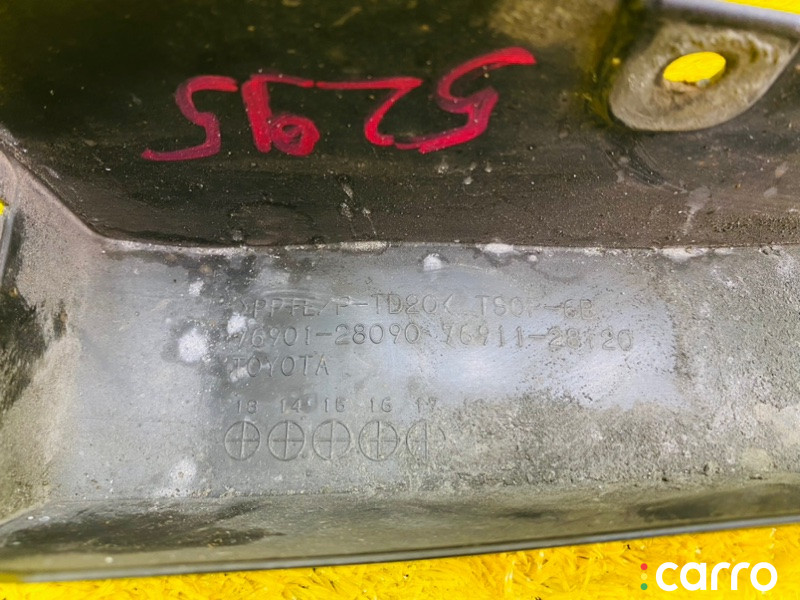 5295
>PP+E/P-TD20< TSOP-6B
76901-28090 76911-28120
TOYOTA
13 14 15 16 17
carro